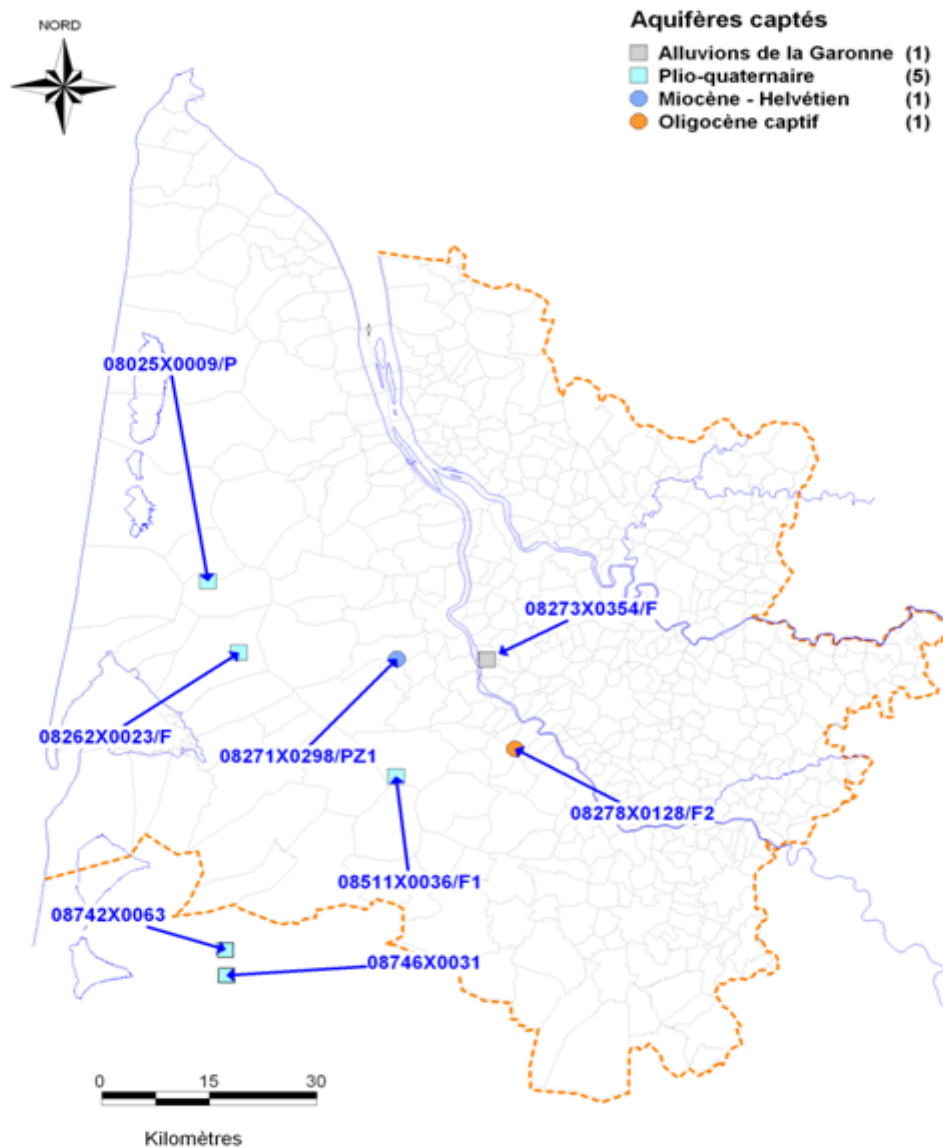 NORD
Aquifères captés
Alluvions de la Garonne (1)
Plio-quaternaire (5)
Miocène - Helvétien (1)
Oligocène captif (1)
08025X0009/P
08273X0354/F
08262X0023/F
08271X0298/PZ1
08278X0128/F2
08511X0036/F1
08742X0063
08746X0031
0 15 30
Kilomètres